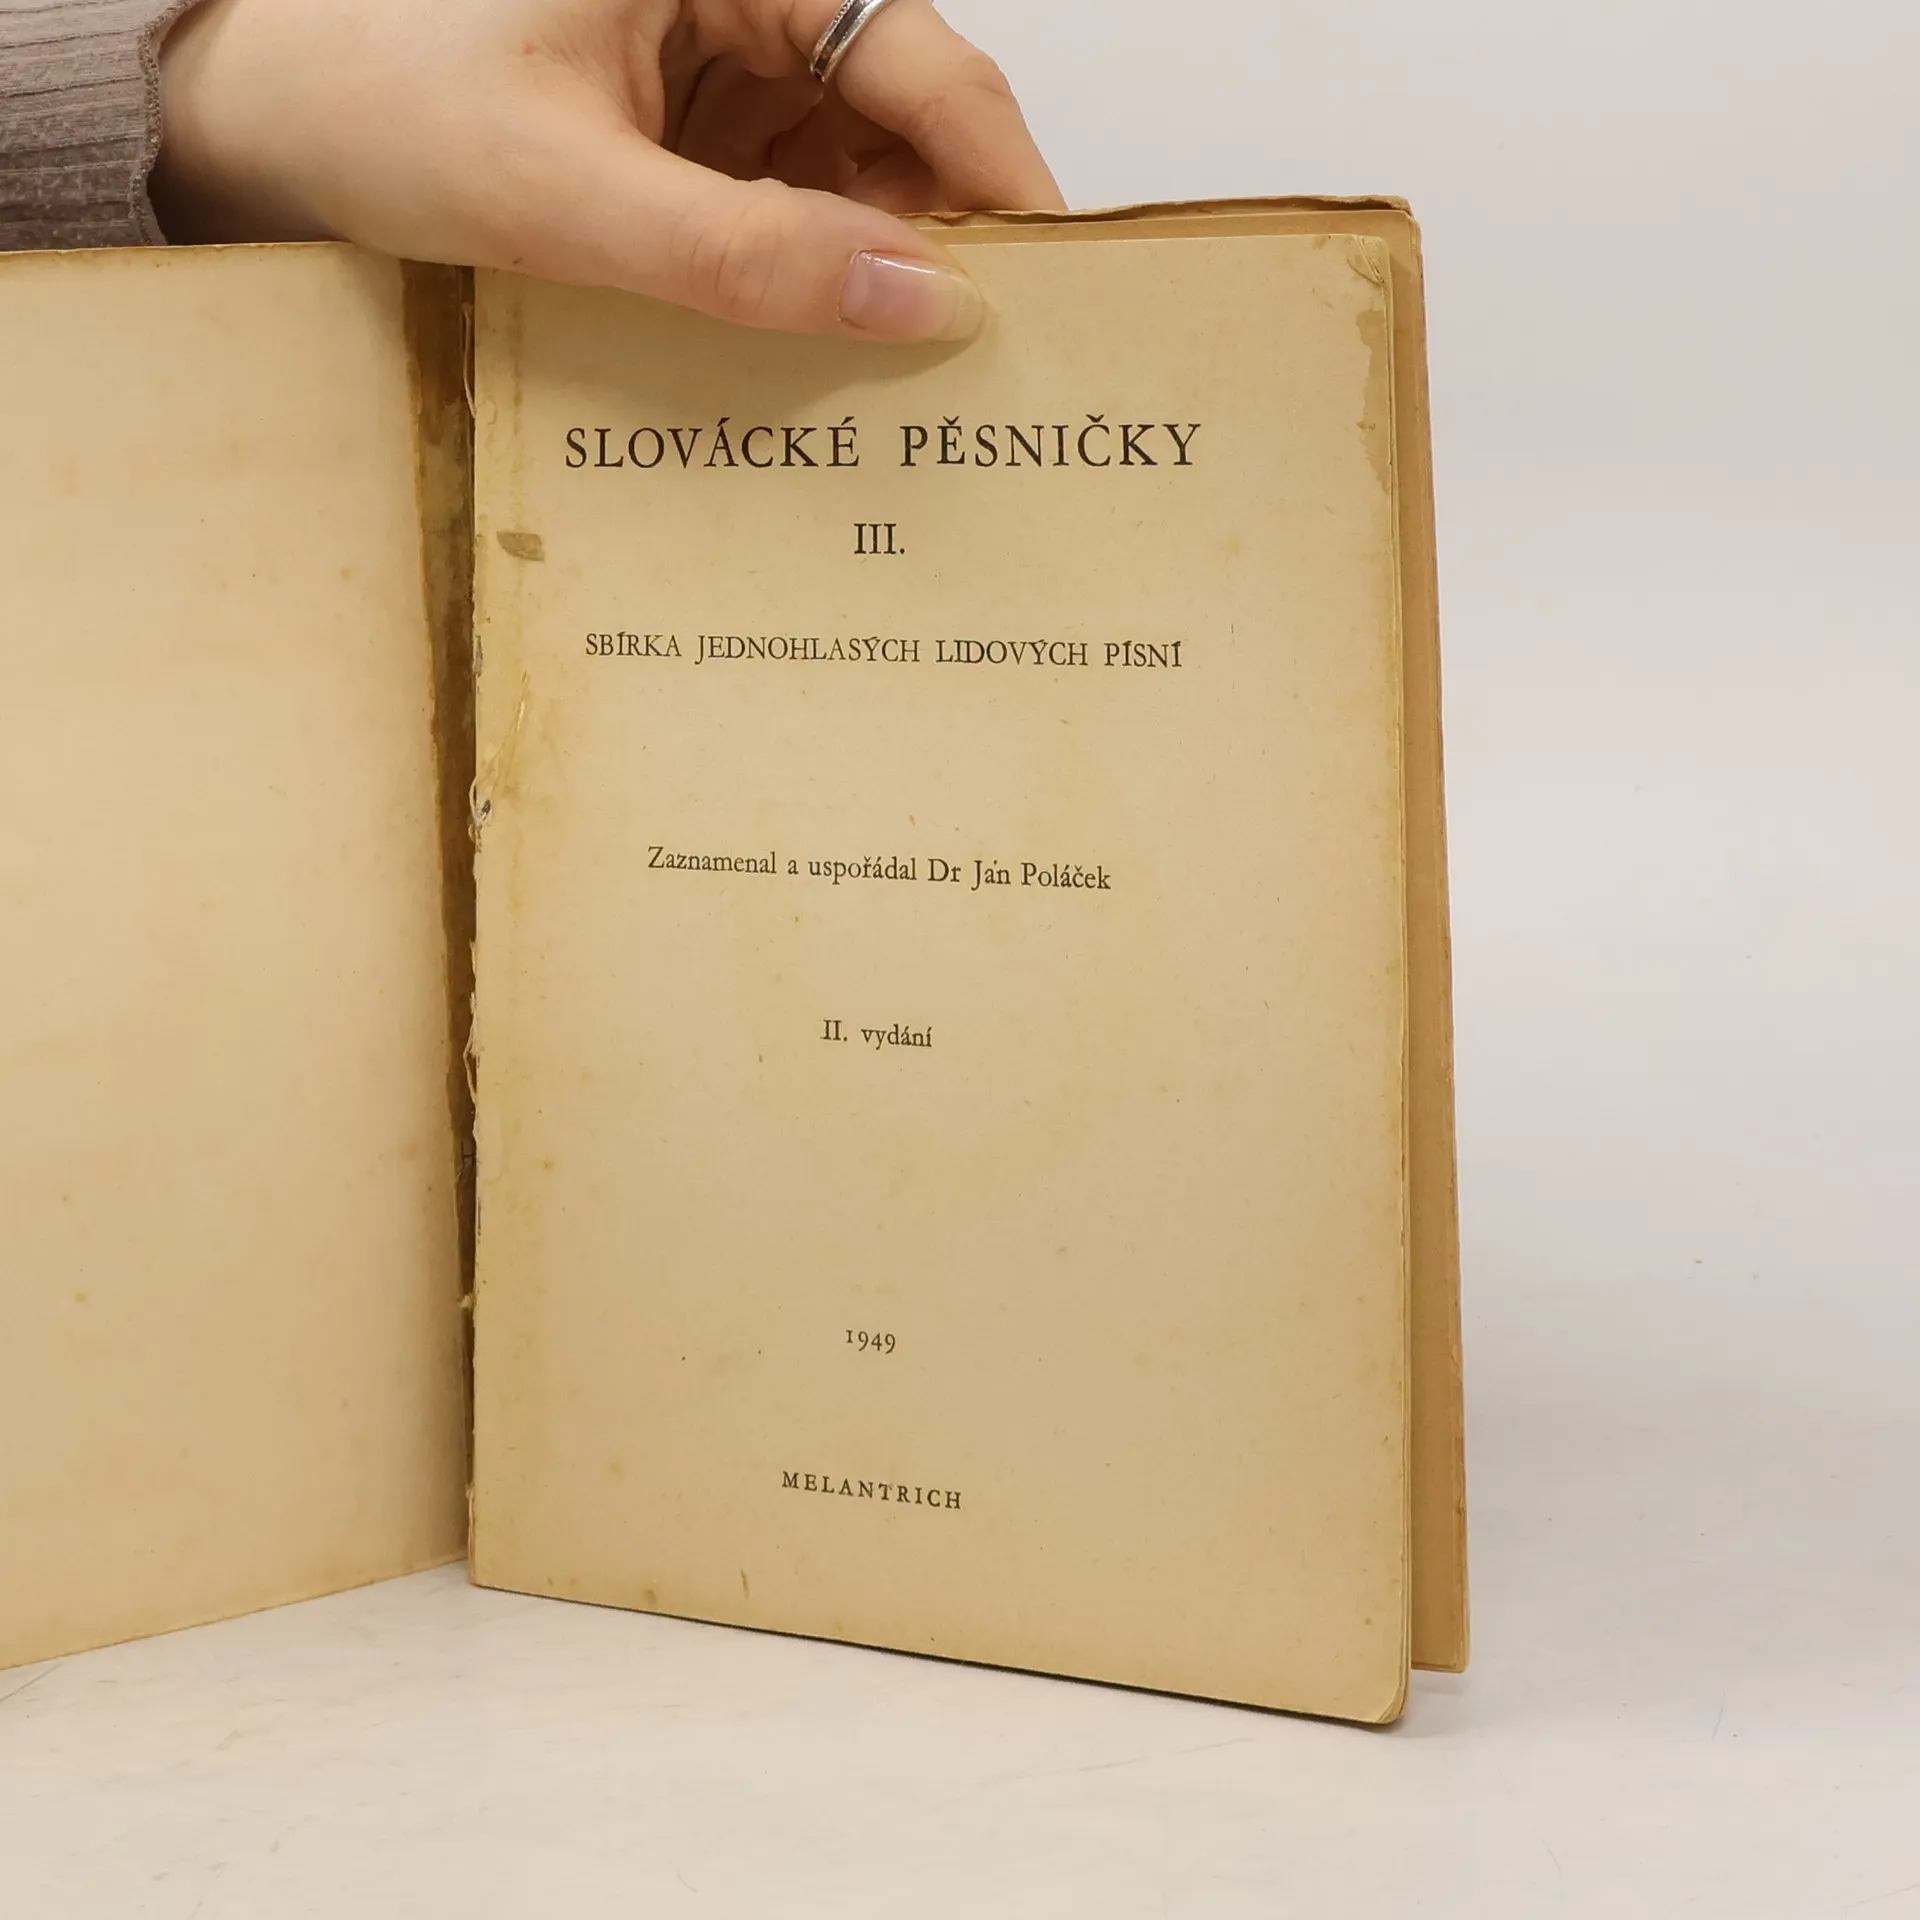 SLOVÁCKÉ PĚSNIČKY
III.
SBÍRKA JEDNOHLASÝCH LIDOVÝCH PÍSNÍ
Zaznamenal a uspořádal Dr Ján Poláček
II. vydání
1949
MELANTRICH